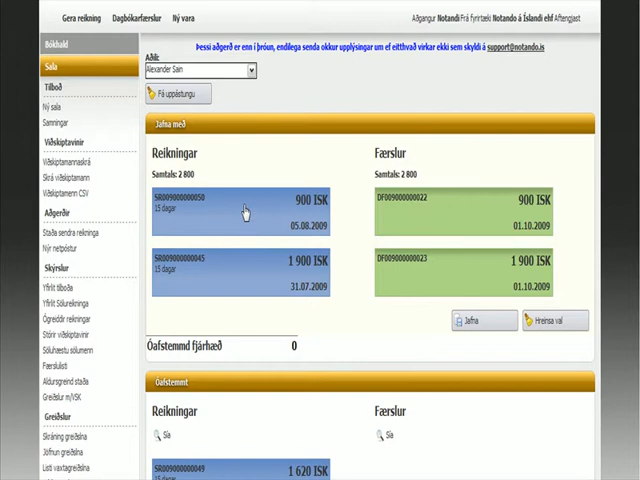 Gera reikning Dagbókarfærslur Ný vara
Aðgangur Notandi Frá fyrirtæki Notando á Íslandi ehf Aftengjast
Bókhald
Sala
Tilboð
Ný sala
Samningar
Viðskiptavinir
Viðskiptamannaskrá
Skrá viðskiptamann
Viðskiptamenn CSV
Aðgerðir
Staða sendra reikninga
Nýr netpóstur
Skýrslur
Yfirlit tilboða
Yfirlit Sölureikninga
Ógreiddir reikningar
Stórir viðskiptavinir
Söluhæstu sölumenn
Færslulisti
Aldursgreind staða
Greiðslur m/VSK
Greiðslur
Skráning greiðslna
Jöfnun greiðslna
Listi vaxtagreiðslna
Þessi aðgerð er enn í þróun, endilega senda okkur upplýsingar um ef eitthvað virkar ekki sem skyldi á support@notando.is
Aðili:
Alexander Sain
Fá uppástungu
Jafna með
Reikningar
Samtals: 2 800
SR009000000050
900 ISK
15 dagar
05.08.2009
SR009000000045
1 900 ISK
15 dagar
31.07.2009
Færslur
Samtals: 2 800
DF009000000022
900 ISK
01.10.2009
DF009000000023
1 900 ISK
01.10.2009
Jafna
Hreinsa val
Óafstemmd fjárhæð 0
Óafstemmt
Reikningar
Sía
Færslur
Sía
SR009000000049
1 620 ISK